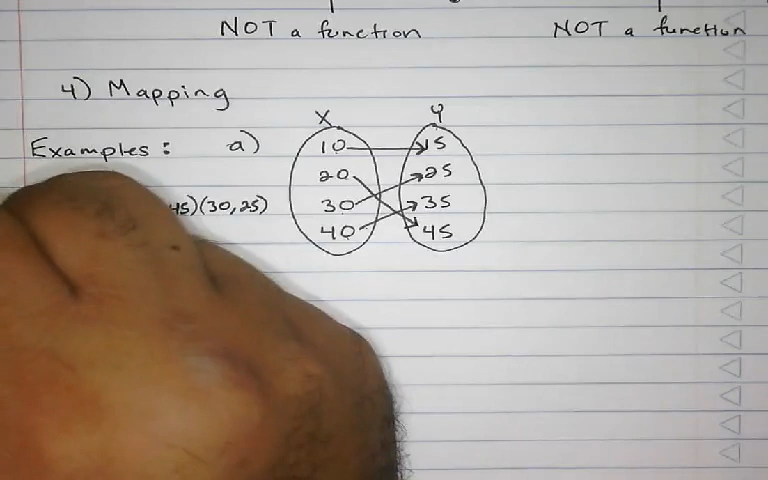 NOT a function NOT a function
4) Mapping
X Y
Examples: a) 10 15
20 25
45)(30,25) 30 35
40 45